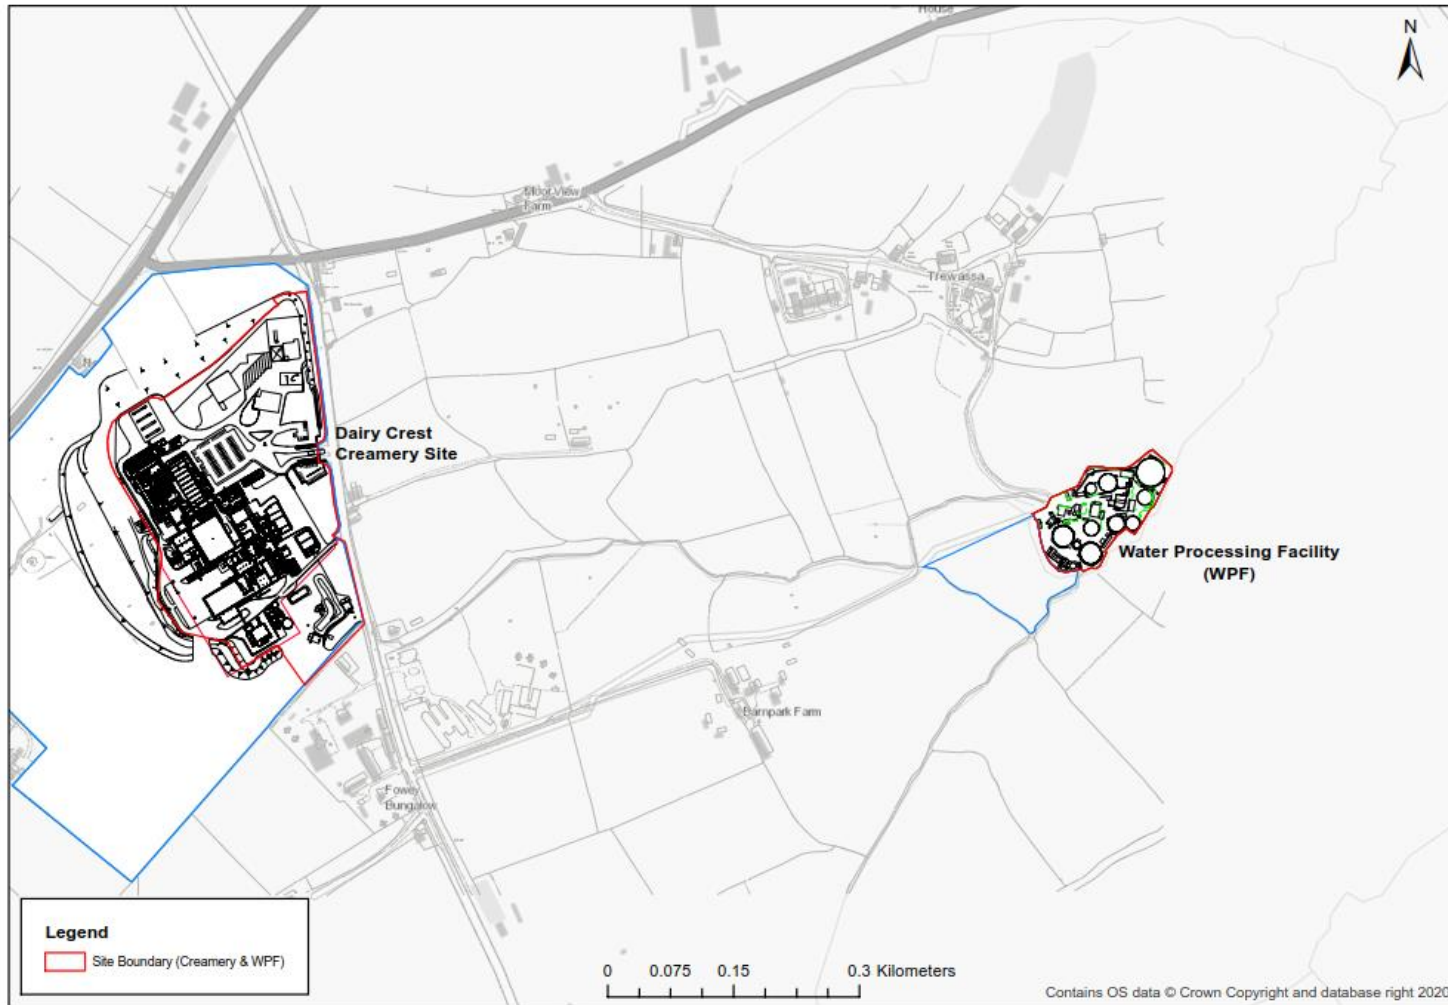 House
N
Moor View
Farm
Trewassa
Dairy Crest
Creamery Site
Water Processing Facility
(WPF)
Barnpark Farm
Fowey
Bungalow
Legend
Site Boundary (Creamery & WPF)
0 0.075 0.15 0.3 Kilometers
Contains OS data © Crown Copyright and database right 2020